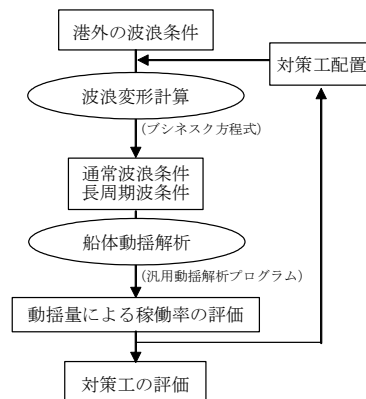 港外の波浪条件
対策工配置
波浪変形計算
(ブシネスク方程式)
通常波浪条件
長周期波条件
船体動揺解析
(汎用動揺解析プログラム)
動揺量による稼働率の評価
対策工の評価